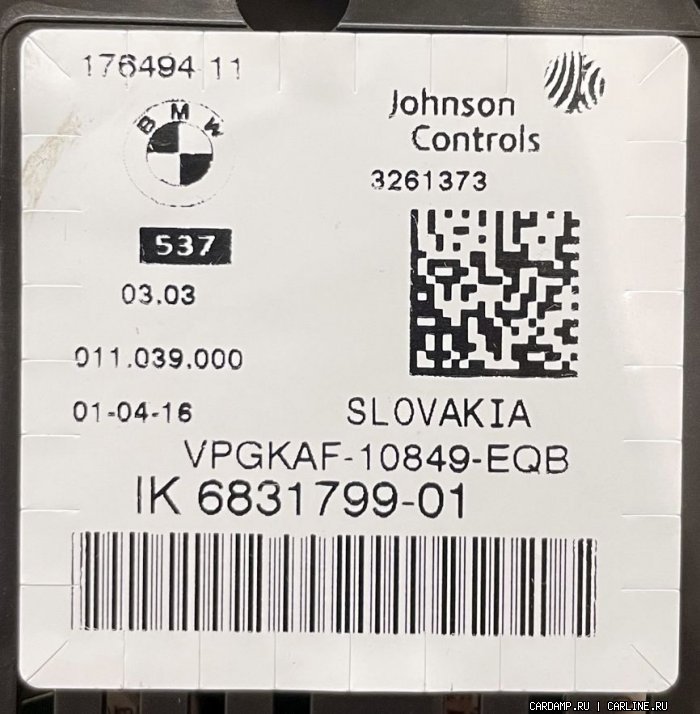 176494 11
BMW
Johnson
Controls
3261373
537
03.03
011.039.000
01-04-16
SLOVAKIA
VPGKAF-10849-EQB
IK 6831799-01
CARDAMP.RU | CARLINE.RU